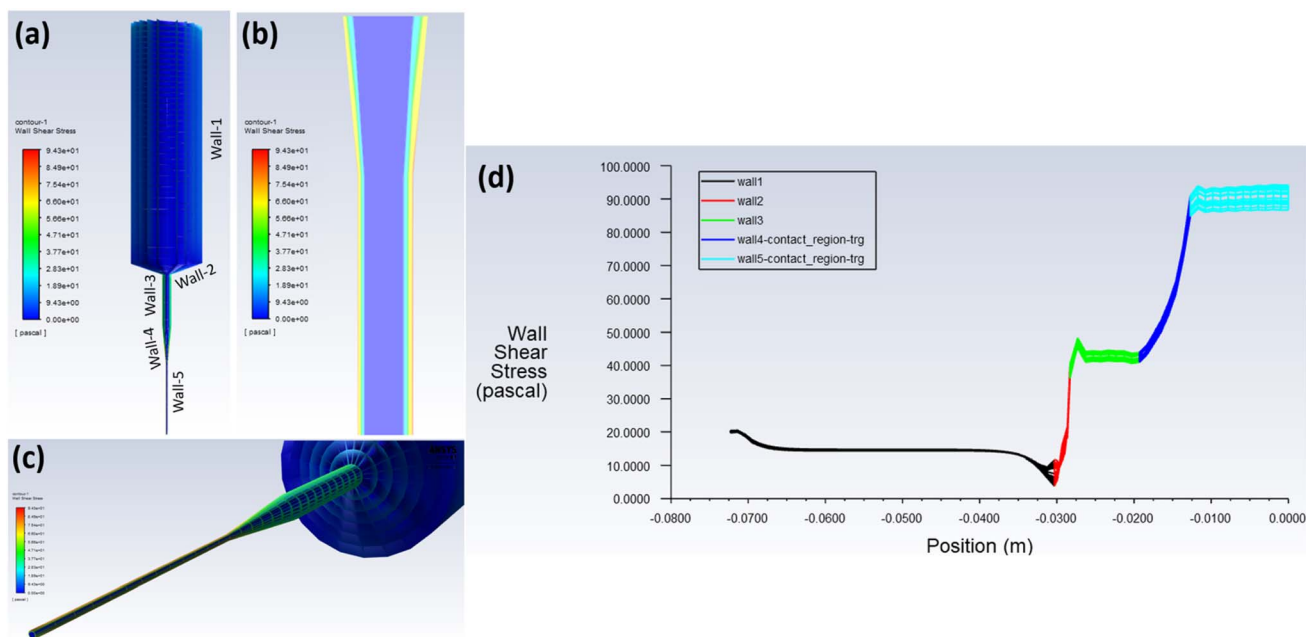 (a)
contour-1
Wall Shear Stress
9.43e+01
8.49e+01
7.54e+01
6.60e+01
5.66e+01
4.71e+01
3.77e+01
2.83e+01
1.89e+01
9.43e+00
0.00e+00
[ pascal ]
Wall-1
Wall-2
Wall-3
Wall-4
Wall-5
(b)
contour-1
Wall Shear Stress
9.43e+01
8.49e+01
7.54e+01
6.60e+01
5.66e+01
4.71e+01
3.77e+01
2.83e+01
1.89e+01
9.43e+00
0.00e+00
[ pascal ]
(c)
contour-1
Wall Shear Stress
[ pascal ]
(d)
wall1
wall2
wall3
wall4-contact_region-trg
wall5-contact_region-trg
Wall
Shear
Stress
(pascal)
100.0000
90.0000
80.0000
70.0000
60.0000
50.0000
40.0000
30.0000
20.0000
10.0000
0.0000
-0.0800 -0.0700 -0.0600 -0.0500 -0.0400 -0.0300 -0.0200 -0.0100 0.0000
Position (m)